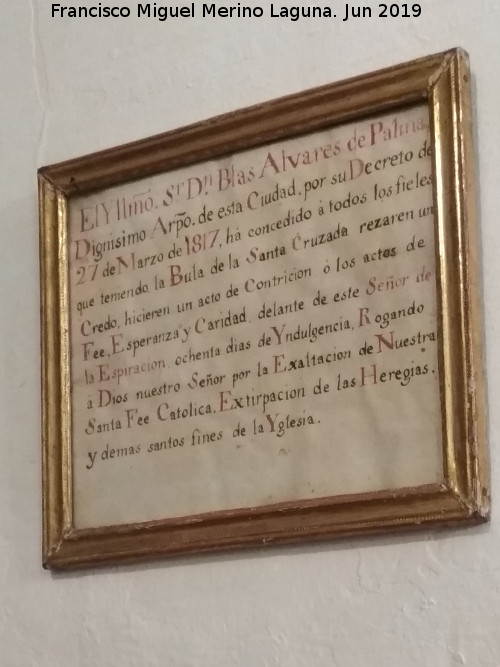 Francisco Miguel Merino Laguna. Jun 2019
El Yllmo. Sr. Dn. Blas Alvares de Palma,
Dignisimo Arpo. de esta Ciudad, por su Decreto de
27 de Marzo de 1817, há concedido á todos los fieles
que teniendo la Bula de la Santa Cruzada rezaren un
Credo, hicieren un acto de Contricion ó los actos de
Fee, Esperanza y Caridad, delante de este Señor de
la Espiracion, ochenta dias de Yndulgencia, Rogando
á Dios nuestro Señor por la Exaltacion de Nuestra
Santa Fee Catolica, Extirpacion de las Heregias,
y demas santos fines de la Yglesia.